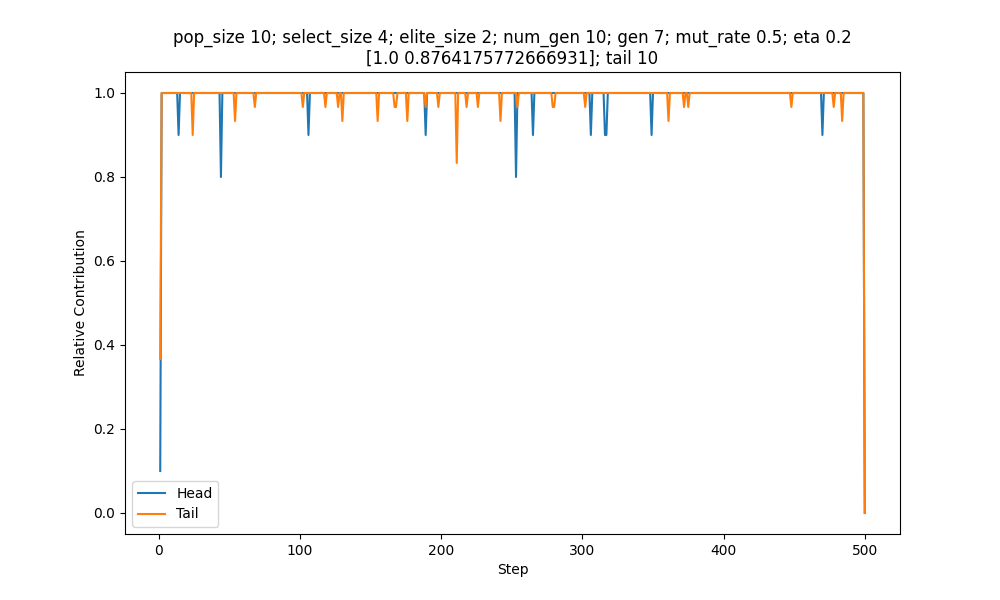 pop_size 10; select_size 4; elite_size 2; num_gen 10; gen 7; mut_rate 0.5; eta 0.2
[1.0 0.8764175772666931]; tail 10
1.0
0.8
0.6
0.4
0.2
0.0
Relative Contribution
Head
Tail
0
100
200
300
400
500
Step